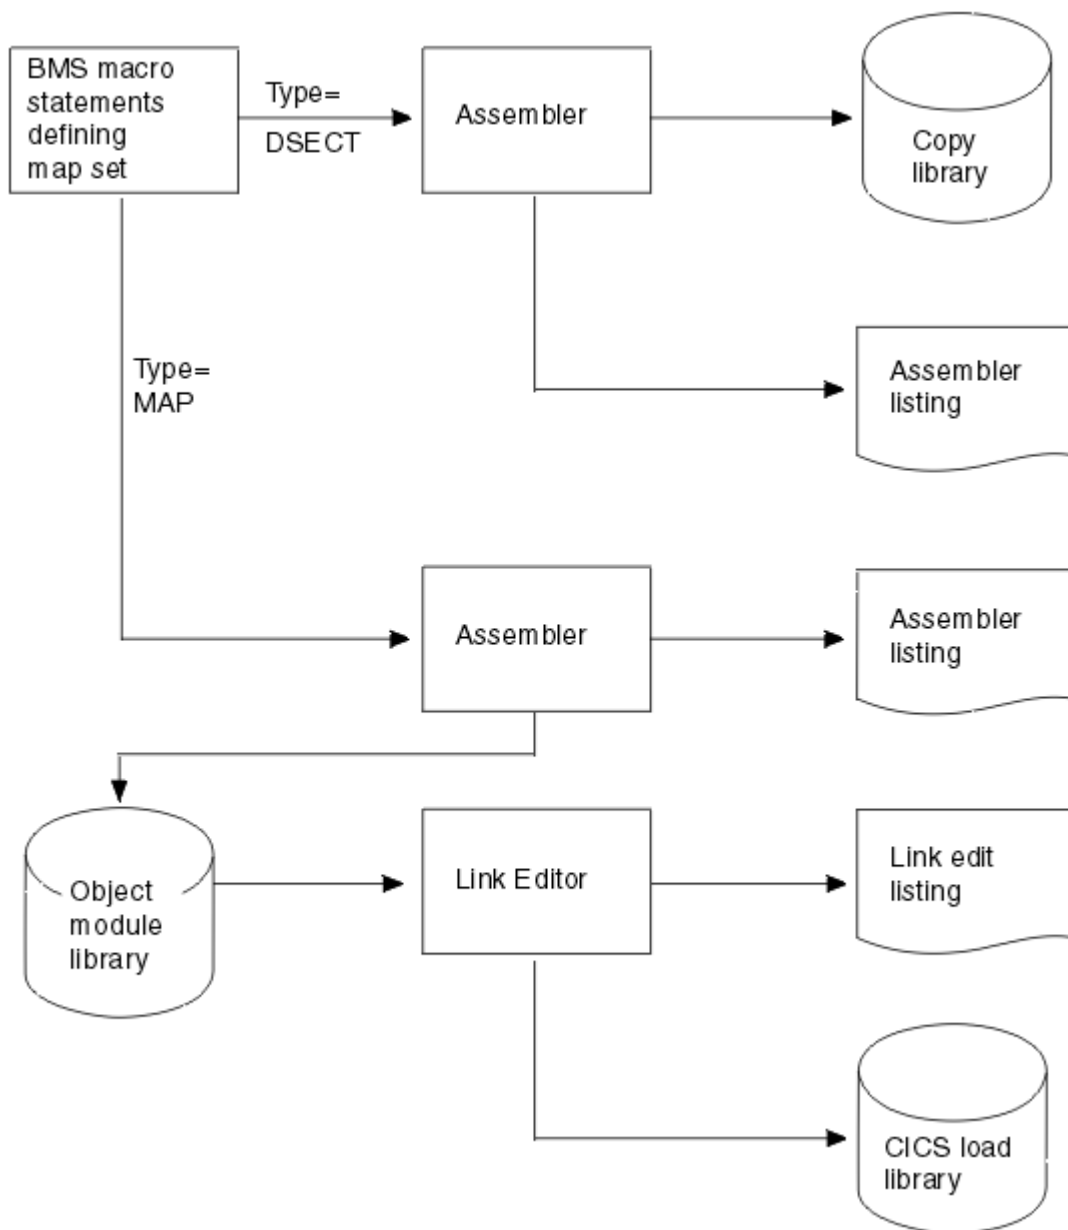 BMS macro
statements
defining
map set
Type=
DSECT
Assembler
Copy
library
Type=
MAP
Assembler
listing
Assembler
Assembler
listing
Object
module
library
Link Editor
Link edit
listing
CICS load
library